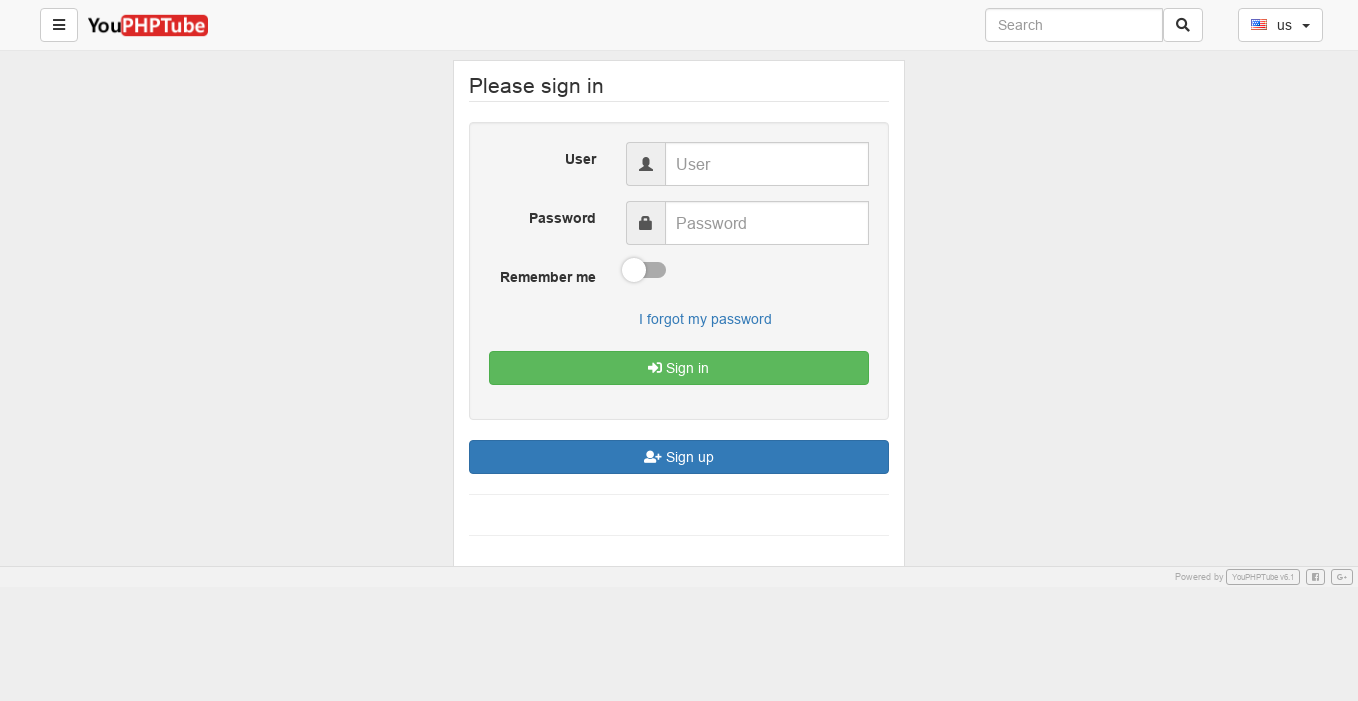 YouPHPTube
Search
us
Please sign in
User
User
Password
Password
Remember me
I forgot my password
Sign in
Sign up
Powered by YouPHPTube v6.1